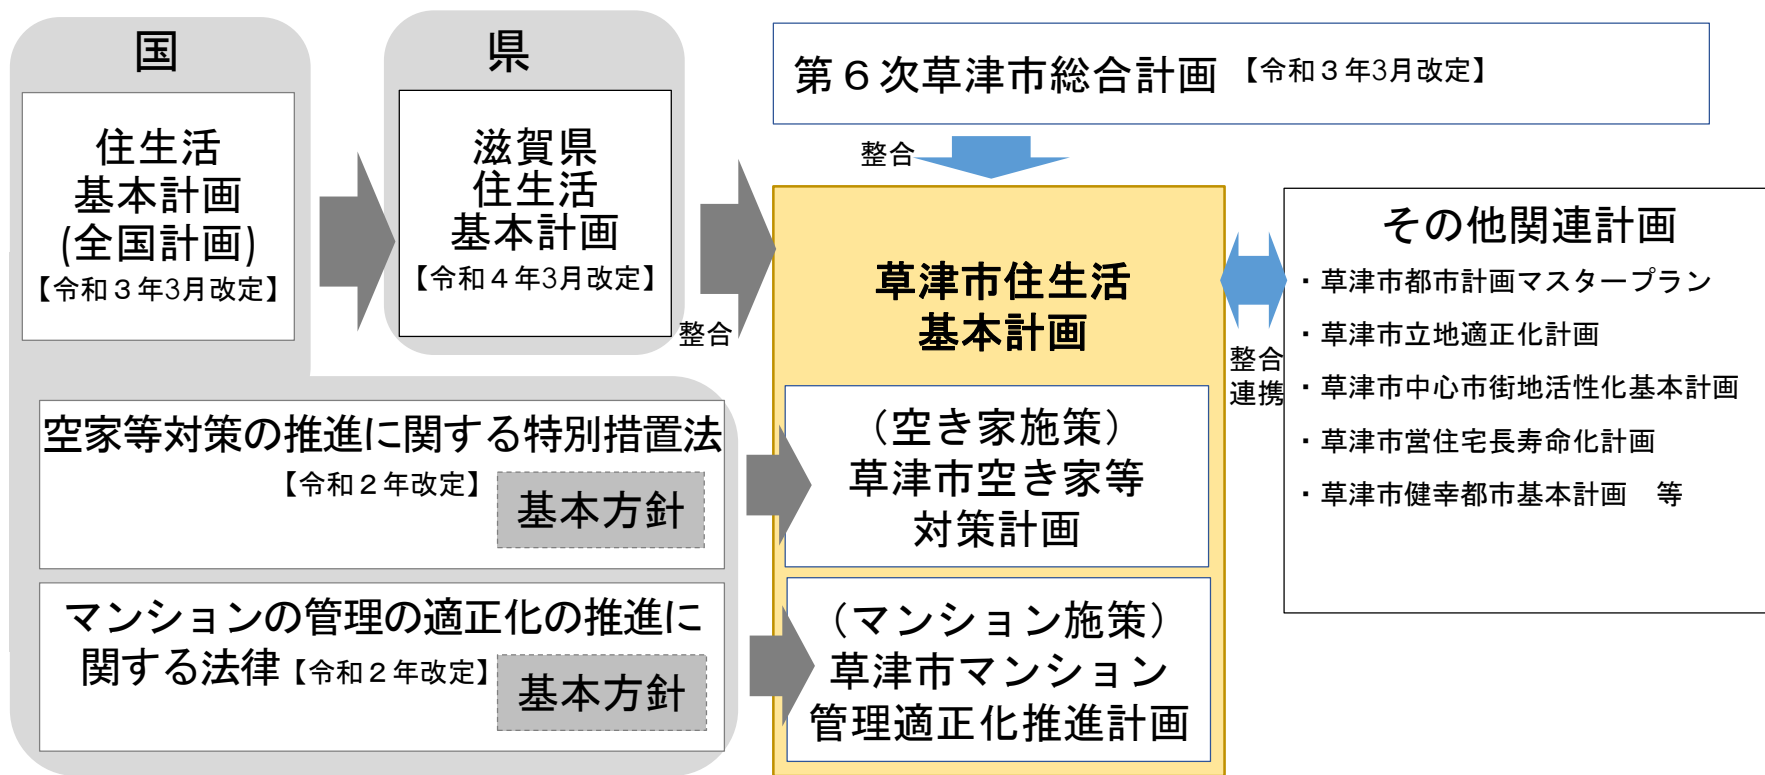 国
住生活
基本計画
(全国計画)
【令和３年3月改定】
県
滋賀県
住生活
基本計画
【令和４年3月改定】
整合
第６次草津市総合計画 【令和３年3月改定】
整合
草津市住生活
基本計画
整合
連携
その他関連計画
・草津市都市計画マスタープラン
・草津市立地適正化計画
・草津市中心市街地活性化基本計画
・草津市営住宅長寿命化計画
・草津市健幸都市基本計画　等
空家等対策の推進に関する特別措置法
【令和２年改定】
基本方針
（空き家施策）
草津市空き家等
対策計画
マンションの管理の適正化の推進に
関する法律【令和２年改定】
基本方針
（マンション施策）
草津市マンション
管理適正化推進計画